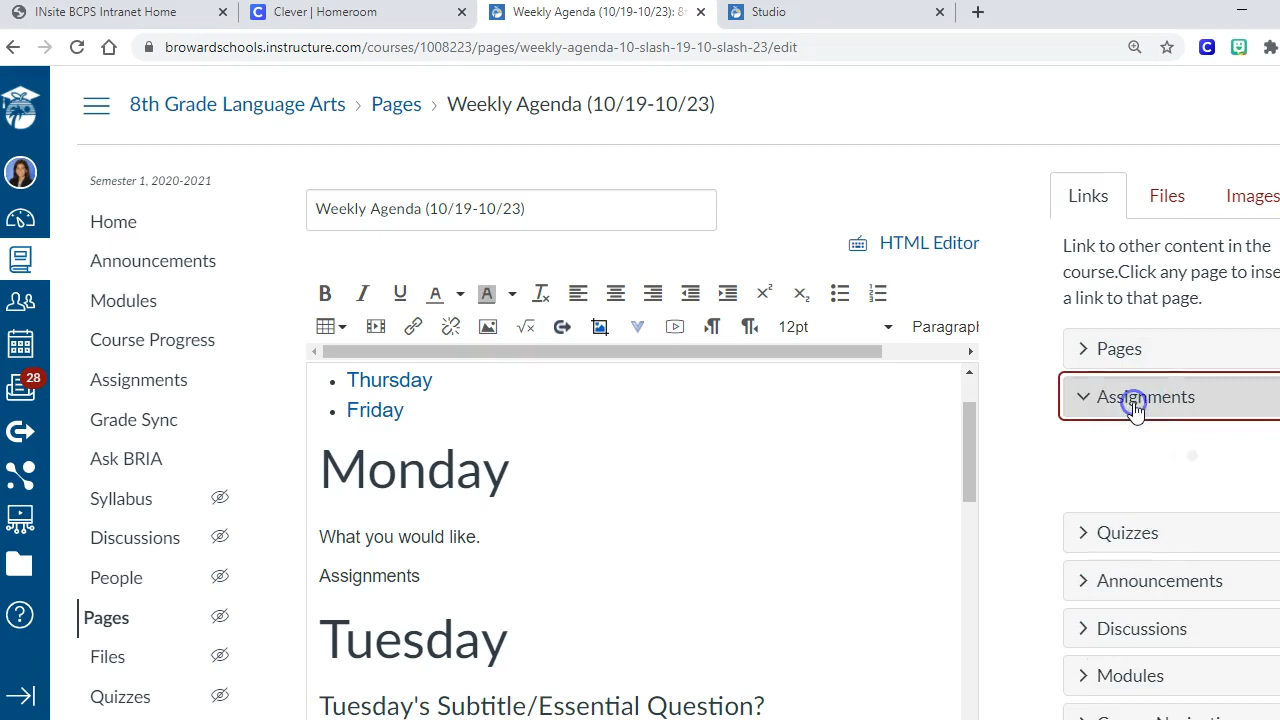 INsite BCPS Intranet Home
Clever | Homeroom
Weekly Agenda (10/19-10/23): 8
Studio
browardschools.instructure.com/courses/1008223/pages/weekly-agenda-10-slash-19-10-slash-23/edit
8th Grade Language Arts › Pages › Weekly Agenda (10/19-10/23)
28
Semester 1, 2020-2021
Home
Announcements
Modules
Course Progress
Assignments
Grade Sync
Ask BRIA
Syllabus
Discussions
People
Pages
Files
Quizzes
Weekly Agenda (10/19-10/23)
HTML Editor
12pt
Paragraph
Thursday
Friday
Monday
What you would like.
Assignments
Tuesday
Tuesday's Subtitle/Essential Question?
Links Files Images
Link to other content in the
course.Click any page to inse
a link to that page.
Pages
Assignments
Quizzes
Announcements
Discussions
Modules